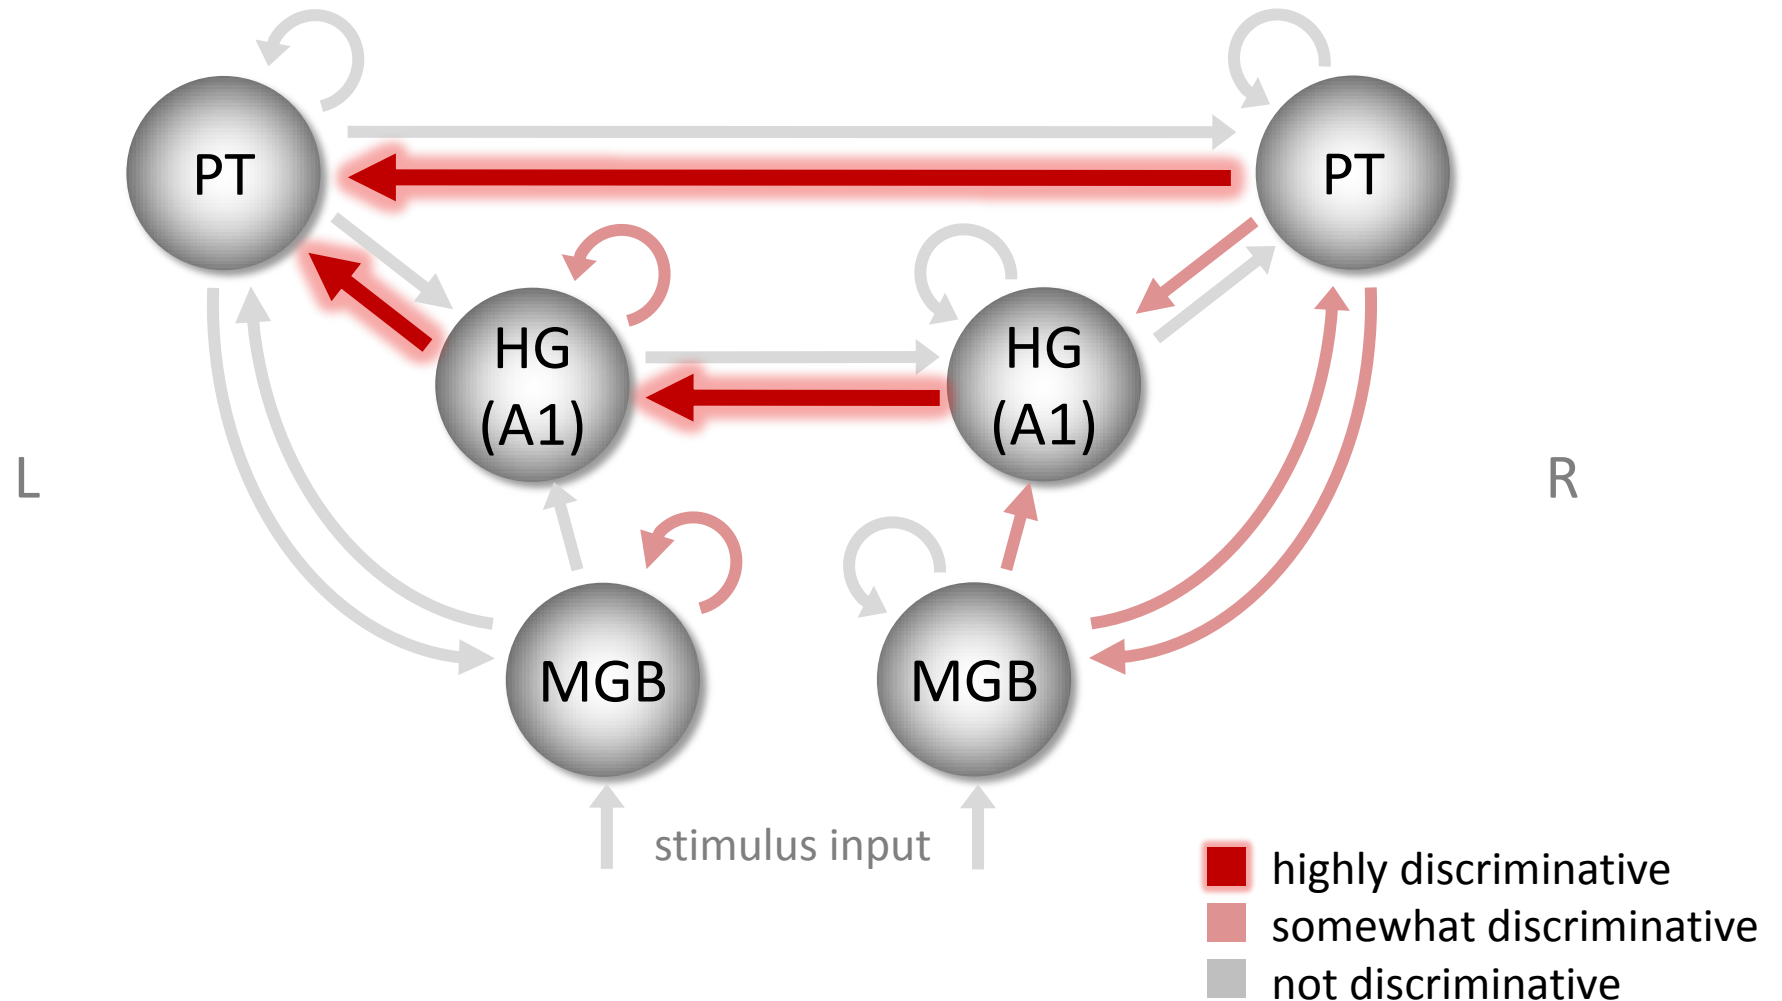 PT
PT
HG
(A1)
HG
(A1)
L
R
MGB
MGB
stimulus input
highly discriminative
somewhat discriminative
not discriminative